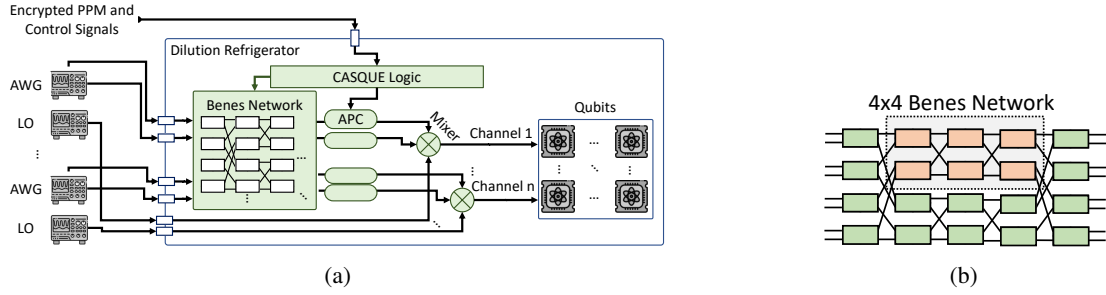 Encrypted PPM and
Control Signals
Dilution Refrigerator
CASQUE Logic
AWG
Benes Network
Qubits
APC
Mixer
LO
Channel 1
...
...
...
...
...
AWG
Channel n
...
...
...
...
LO
(a)
4x4 Benes Network
(b)